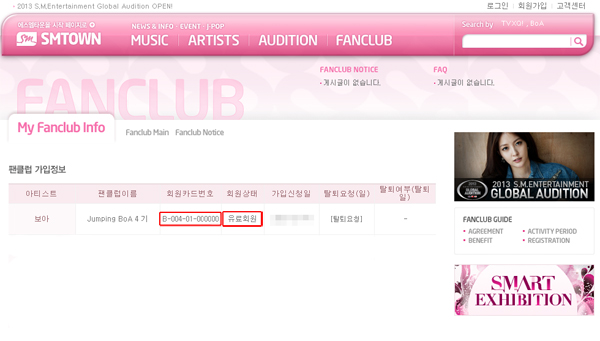 - 2013 S.M.Entertainment Global Audition OPEN!
로그인 | 회원가입 | 고객센터
에스엠타운을 시작 페이지로
SM SMTOWN
NEWS & INFO · EVENT · J-POP
MUSIC ARTISTS AUDITION FANCLUB
Search by TVXQ! , BoA
FANCLUB
FANCLUB NOTICE
• 게시글이 없습니다.
FAQ
• 게시글이 없습니다.
My Fanclub Info
Fanclub Main Fanclub Notice
팬클럽 가입정보
아티스트 팬클럽이름 회원카드번호 회원상태 가입신청일 탈퇴요청(일) 탈퇴여부(탈퇴일)
보아 Jumping BoA 4기 B-004-01-000000 유료회원 [탈퇴요청] -
2013 S.M.ENTERTAINMENT
GLOBAL AUDITION
FANCLUB GUIDE
• AGREEMENT • ACTIVITY PERIOD
• BENEFIT • REGISTRATION
SMART
EXHIBITION